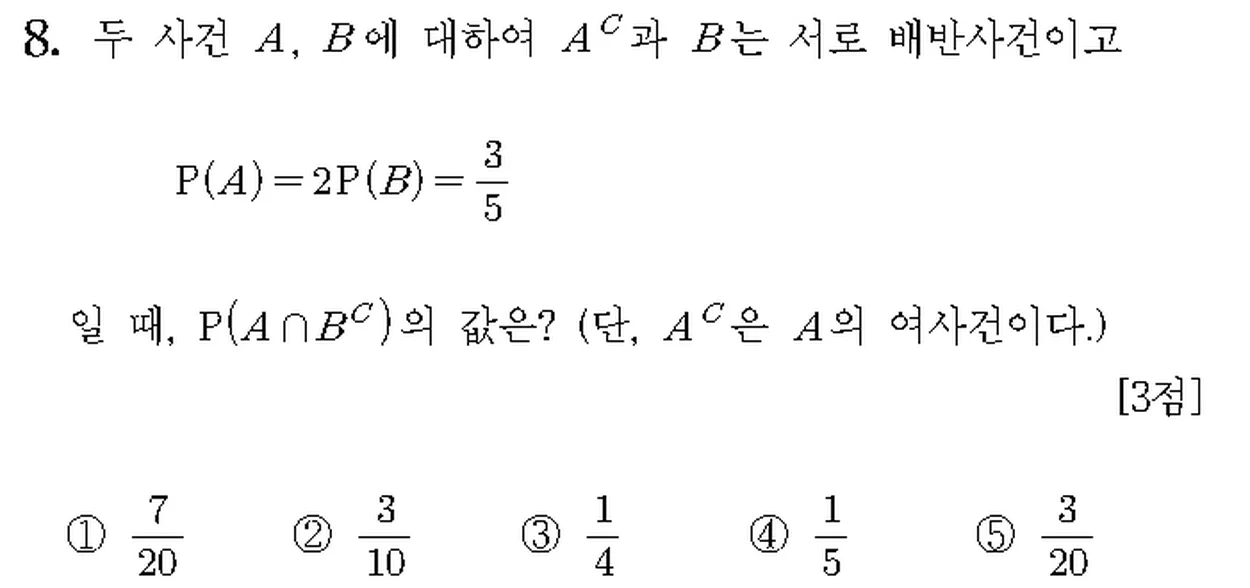 8. 두 사건 A, B에 대하여 A^C과 B는 서로 배반사건이고
P(A)=2P(B)=3/5
일 때, P(A∩B^C)의 값은? (단, A^C은 A의 여사건이다.)
[3점]
① 7/20 ② 3/10 ③ 1/4 ④ 1/5 ⑤ 3/20